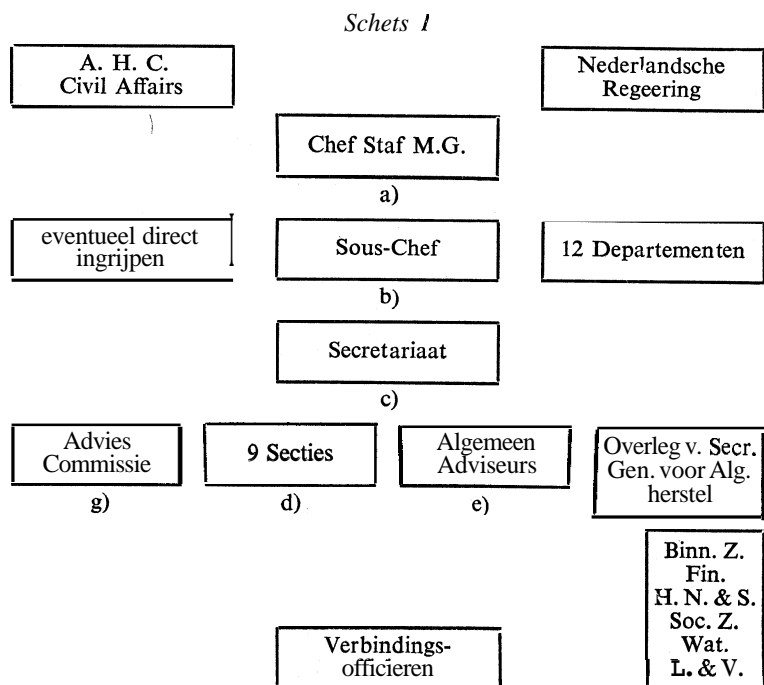 Schets 1
A. H. C.
Civil Affairs
Nederlandsche
Regeering
Chef Staf M.G.
a)
eventueel direct
ingrijpen
Sous-Chef
12 Departementen
b)
Secretariaat
c)
Advies
Commissie
g)
9 Secties
d)
Algemeen
Adviseurs
e)
Overleg v. Secr.
Gen. voor Alg.
herstel
Binn. Z.
Fin.
H. N. & S.
Soc. Z.
Wat.
L. & V.
Verbindings-
officieren